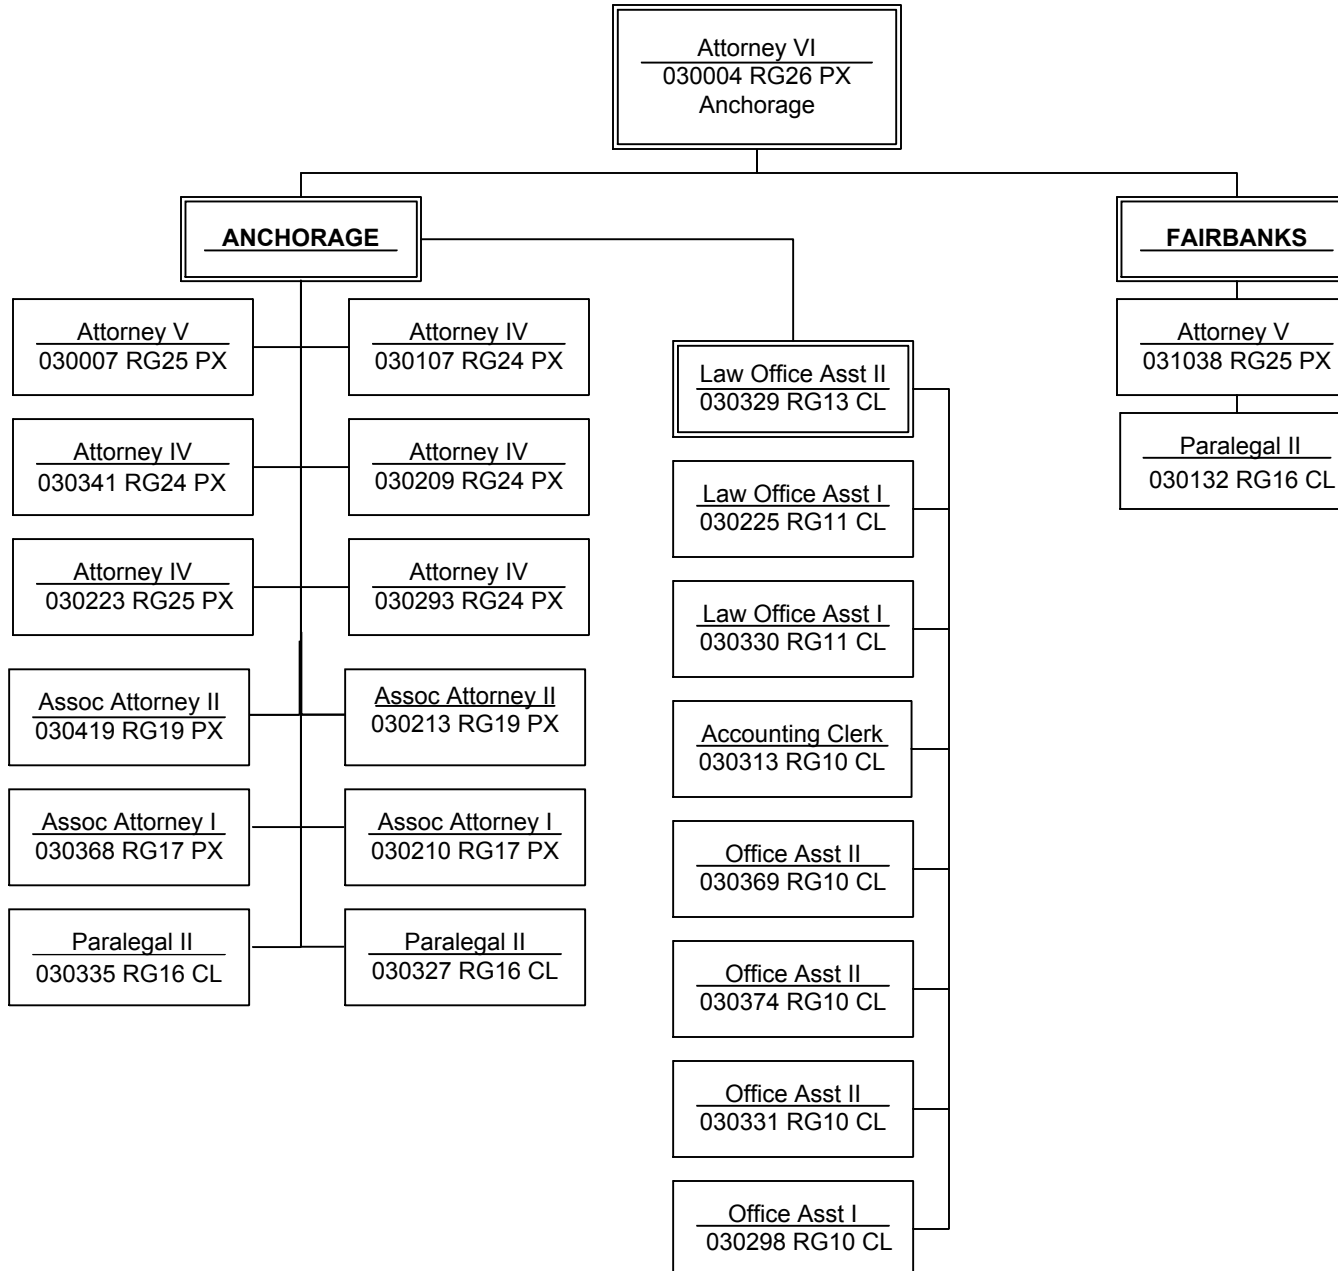 Attorney VI
030004 RG26 PX
Anchorage
ANCHORAGE
FAIRBANKS
Attorney V
030007 RG25 PX
Attorney IV
030107 RG24 PX
Attorney IV
030341 RG24 PX
Attorney IV
030209 RG24 PX
Attorney IV
030223 RG25 PX
Attorney IV
030293 RG24 PX
Assoc Attorney II
030419 RG19 PX
Assoc Attorney II
030213 RG19 PX
Assoc Attorney I
030368 RG17 PX
Assoc Attorney I
030210 RG17 PX
Paralegal II
030335 RG16 CL
Paralegal II
030327 RG16 CL
Law Office Asst II
030329 RG13 CL
Law Office Asst I
030225 RG11 CL
Law Office Asst I
030330 RG11 CL
Accounting Clerk
030313 RG10 CL
Office Asst II
030369 RG10 CL
Office Asst II
030374 RG10 CL
Office Asst II
030331 RG10 CL
Office Asst I
030298 RG10 CL
Attorney V
031038 RG25 PX
Paralegal II
030132 RG16 CL